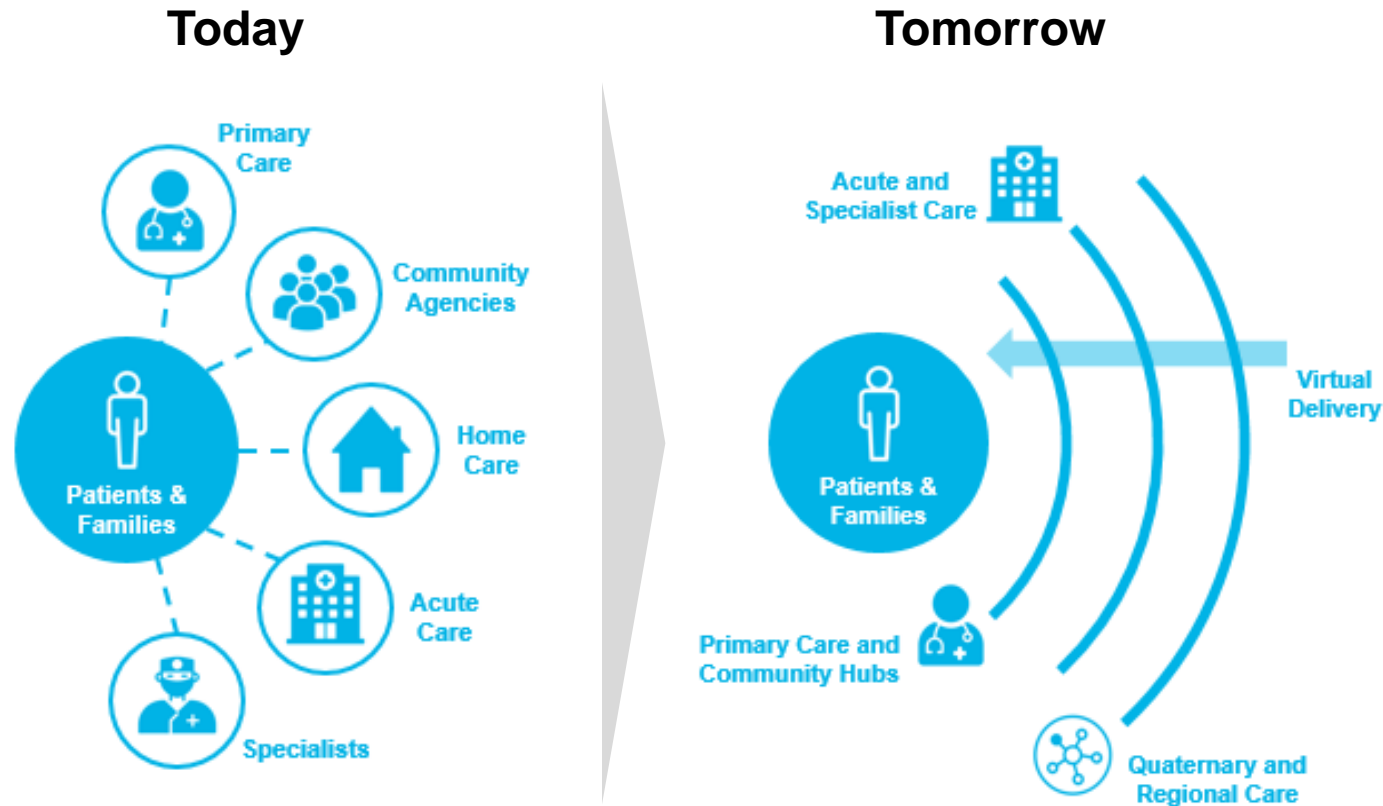 Today
Primary
Care
Community
Agencies
Patients &
Families
Home
Care
Acute
Care
Specialists
Tomorrow
Acute and
Specialist Care
Virtual
Delivery
Patients &
Families
Primary Care and
Community Hubs
Quaternary and
Regional Care